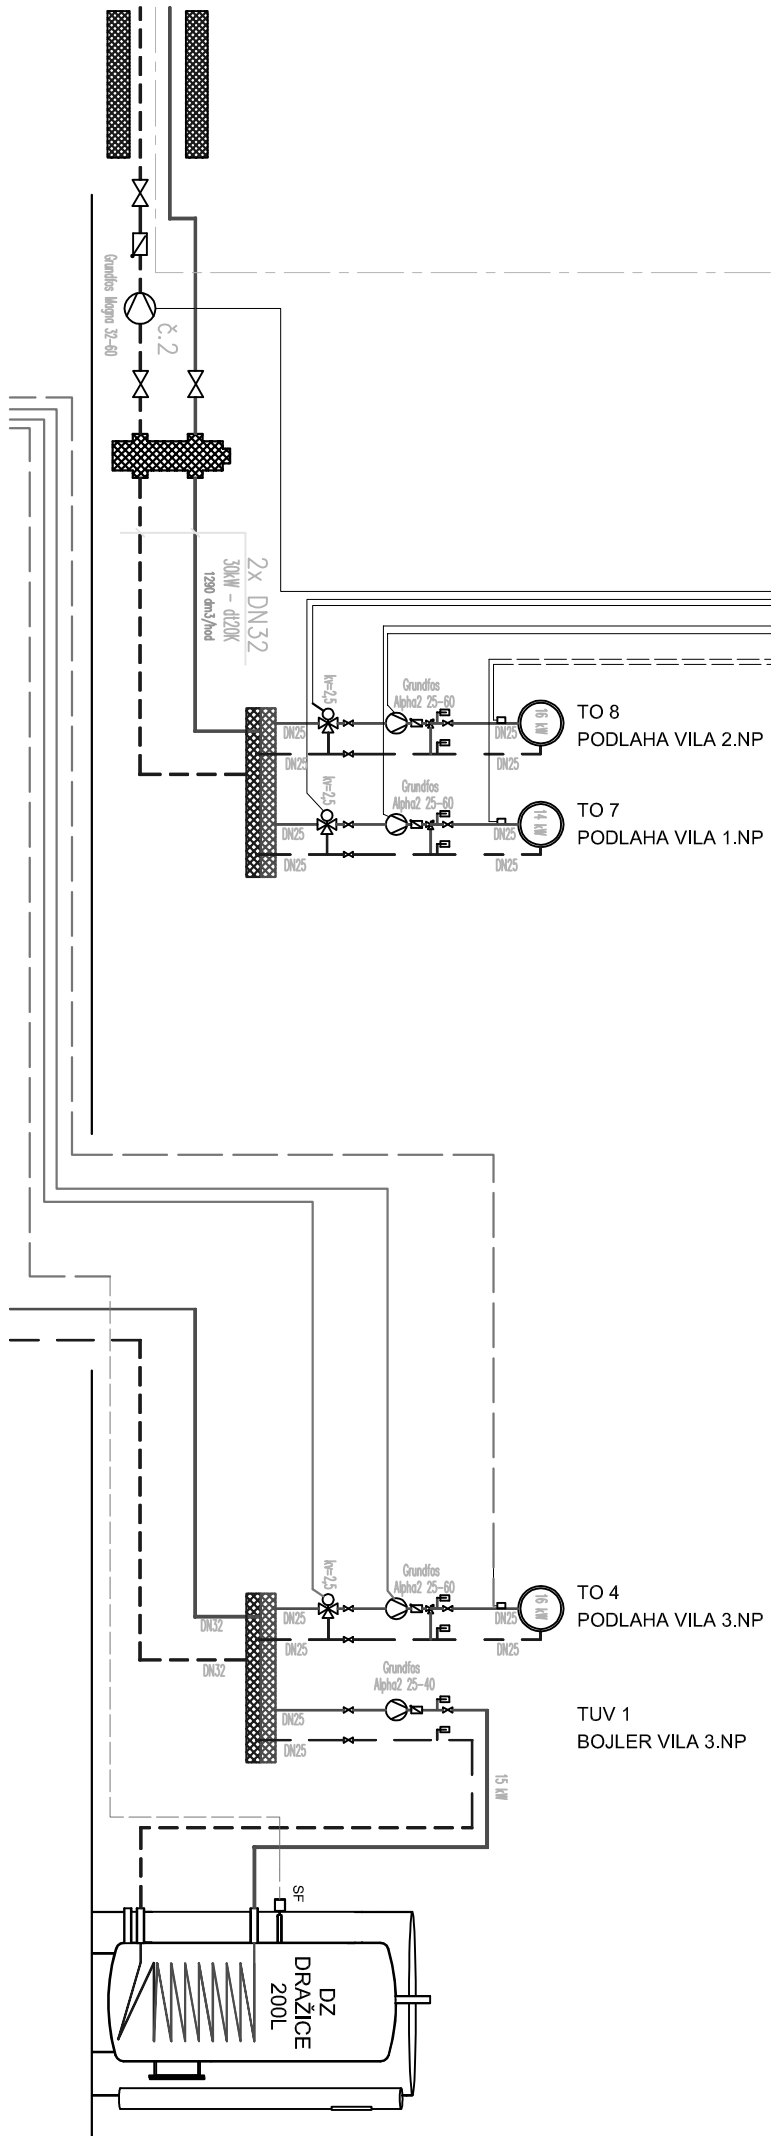 Grundfos Magna 32-60
č.2
2x DN32
30kW - dt20K
1290 dm3/hod
kv=2,5
Grundfos
Alpha2 25-60
DN25
DN25
DN25
DN25
16 kW
TO 8
PODLAHA VILA 2.NP
kv=2,5
Grundfos
Alpha2 25-60
DN25
DN25
DN25
DN25
14 kW
TO 7
PODLAHA VILA 1.NP
kv=2,5
Grundfos
Alpha2 25-60
DN32
DN32
DN25
DN25
DN25
DN25
16 kW
TO 4
PODLAHA VILA 3.NP
Grundfos
Alpha2 25-40
DN25
DN25
TUV 1
BOJLER VILA 3.NP
15 kW
SF
DZ
DRAŽICE
200L